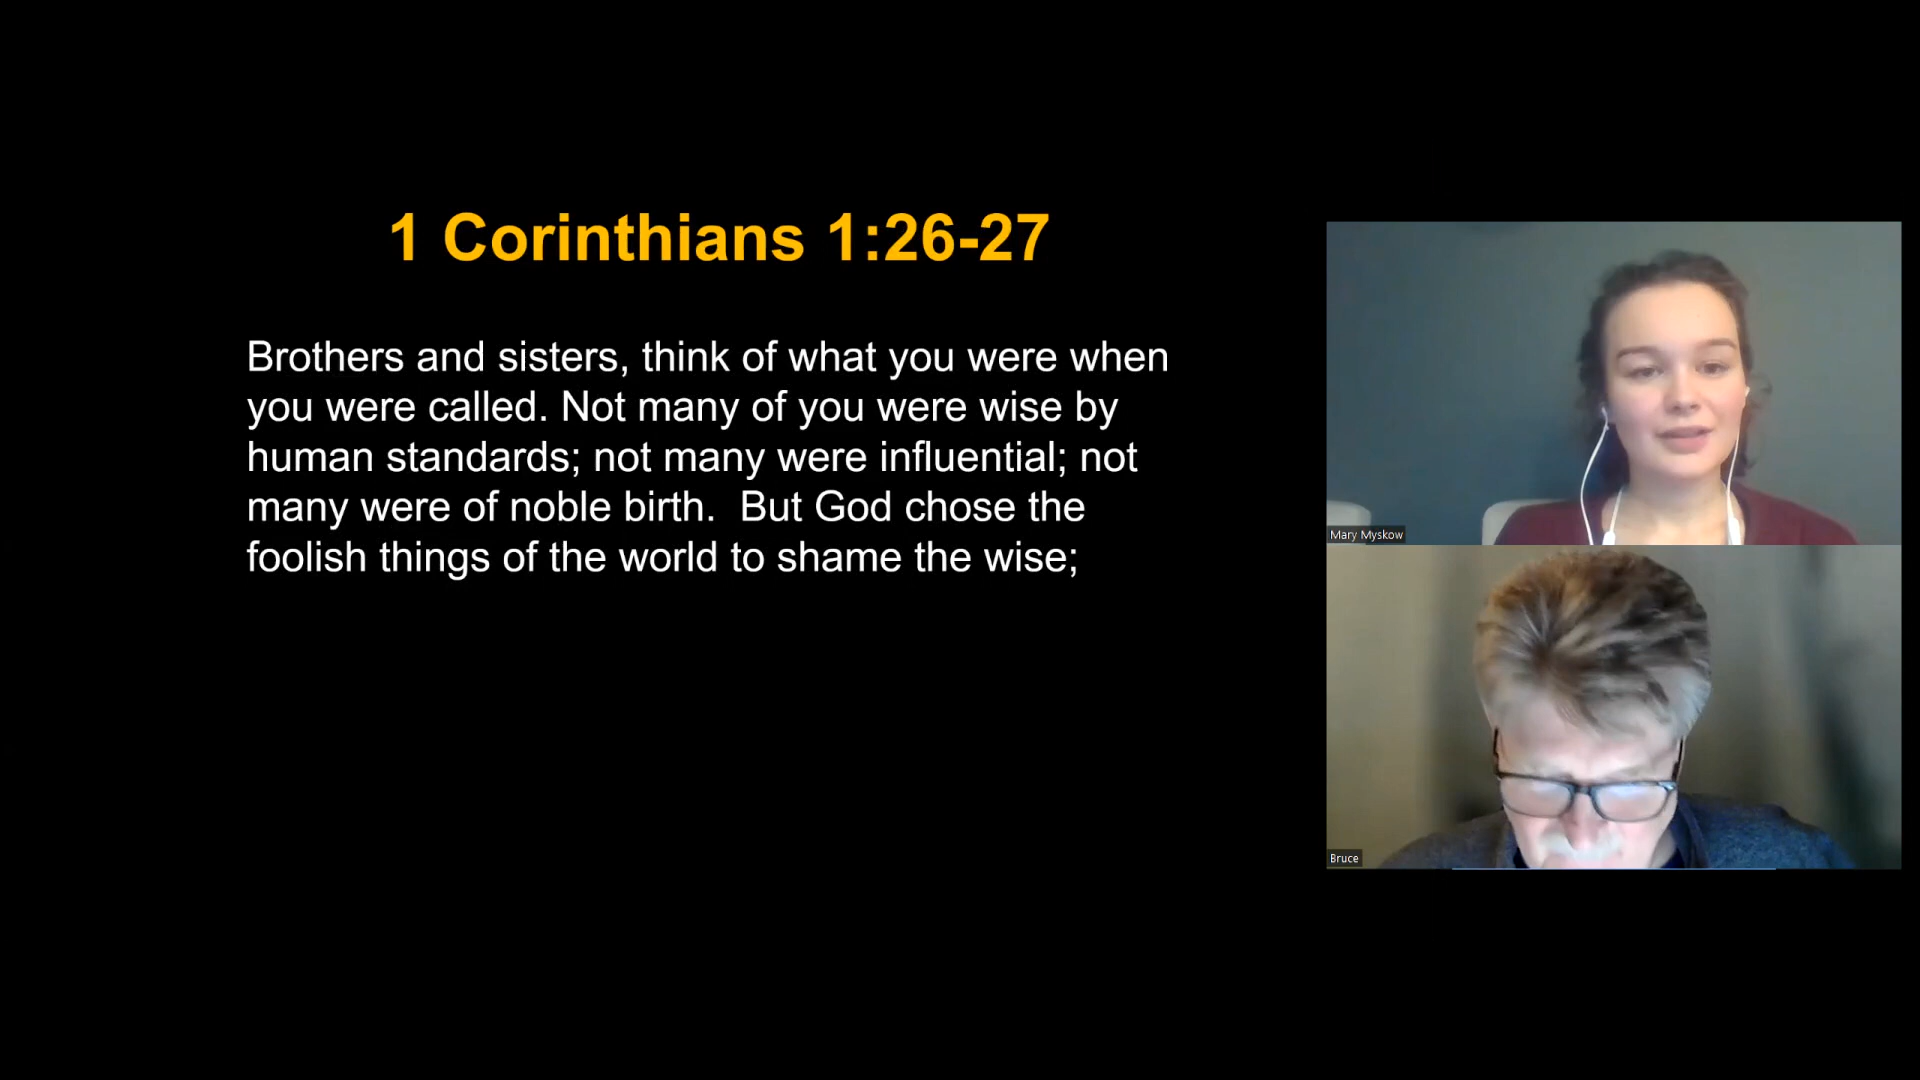 1 Corinthians 1:26-27
Brothers and sisters, think of what you were when
you were called. Not many of you were wise by
human standards; not many were influential; not
many were of noble birth.  But God chose the
foolish things of the world to shame the wise;
Mary Myskow
Bruce